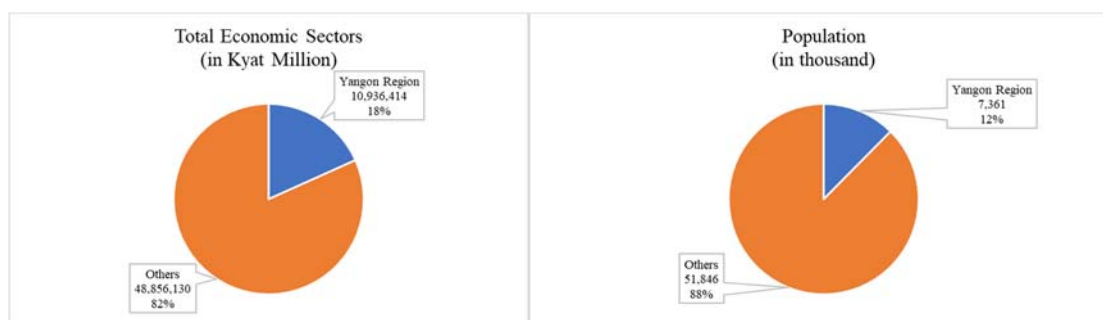 Total Economic Sectors
(in Kyat Million)
Yangon Region
10,936,414
18%
Others
48,856,130
82%
Population
(in thousand)
Yangon Region
7,361
12%
Others
51,846
88%